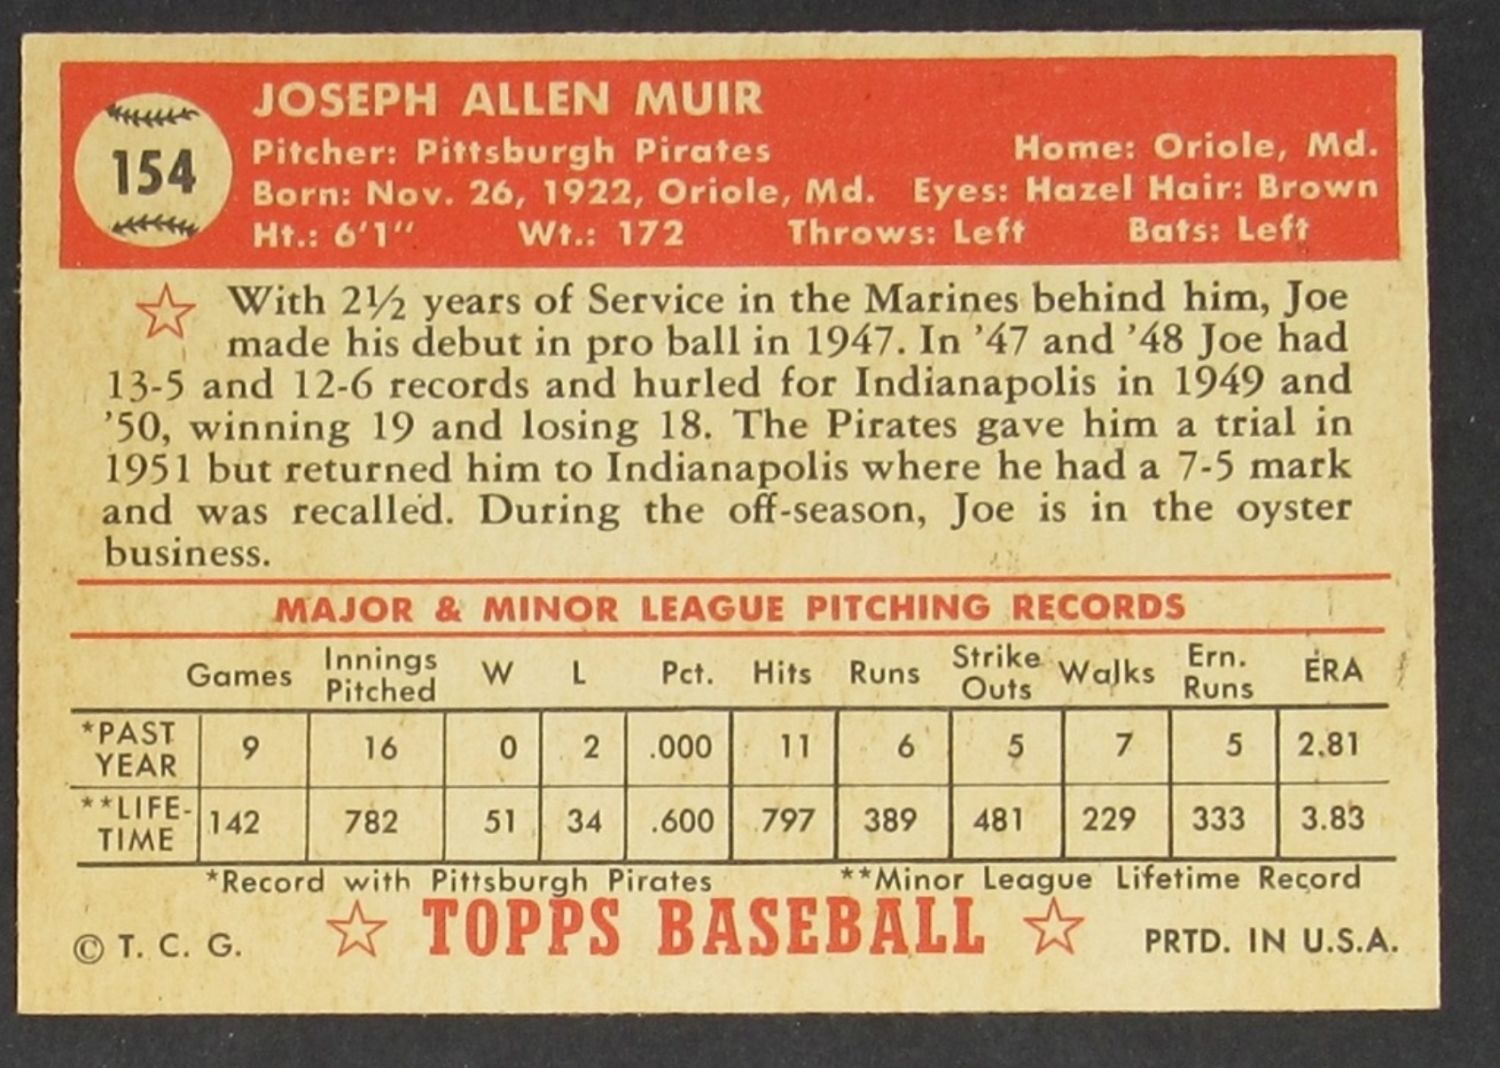 154
JOSEPH ALLEN MUIR
Pitcher: Pittsburgh Pirates Home: Oriole, Md.
Born: Nov. 26, 1922, Oriole, Md. Eyes: Hazel Hair: Brown
Ht.: 6'1" Wt.: 172 Throws: Left Bats: Left
With 2½ years of Service in the Marines behind him, Joe
made his debut in pro ball in 1947. In '47 and '48 Joe had
13-5 and 12-6 records and hurled for Indianapolis in 1949 and
'50, winning 19 and losing 18. The Pirates gave him a trial in
1951 but returned him to Indianapolis where he had a 7-5 mark
and was recalled. During the off-season, Joe is in the oyster
business.
MAJOR & MINOR LEAGUE PITCHING RECORDS
Games Innings Pitched W L Pct. Hits Runs Strike Outs Walks Ern. Runs ERA
*PAST YEAR 9 16 0 2 .000 11 6 5 7 5 2.81
**LIFE-TIME 142 782 51 34 .600 797 389 481 229 333 3.83
*Record with Pittsburgh Pirates **Minor League Lifetime Record
© T. C. G. TOPPS BASEBALL PRTD. IN U.S.A.